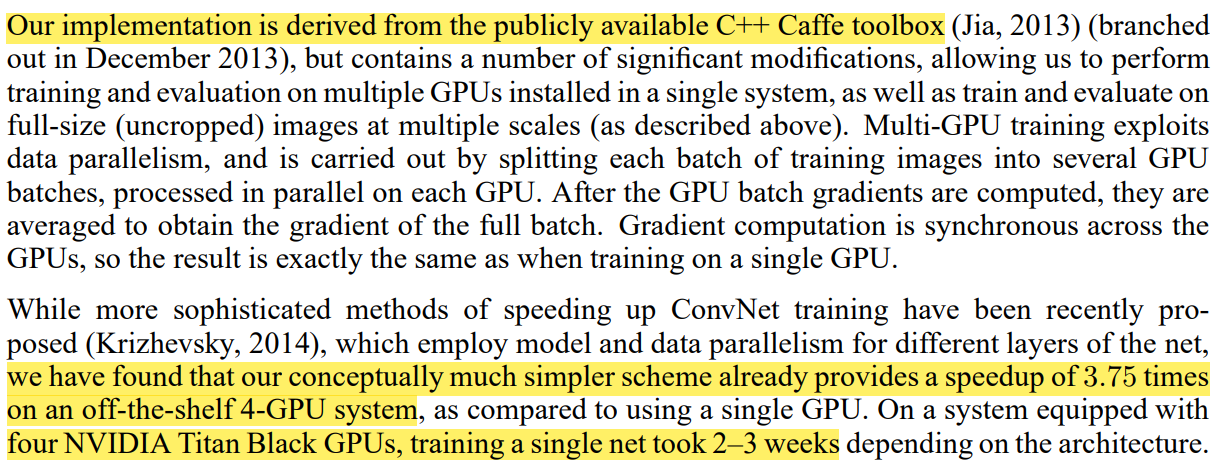 Our implementation is derived from the publicly available C++ Caffe toolbox (Jia, 2013) (branched
out in December 2013), but contains a number of significant modifications, allowing us to perform
training and evaluation on multiple GPUs installed in a single system, as well as train and evaluate on
full-size (uncropped) images at multiple scales (as described above). Multi-GPU training exploits
data parallelism, and is carried out by splitting each batch of training images into several GPU
batches, processed in parallel on each GPU. After the GPU batch gradients are computed, they are
averaged to obtain the gradient of the full batch. Gradient computation is synchronous across the
GPUs, so the result is exactly the same as when training on a single GPU.
While more sophisticated methods of speeding up ConvNet training have been recently pro-
posed (Krizhevsky, 2014), which employ model and data parallelism for different layers of the net,
we have found that our conceptually much simpler scheme already provides a speedup of 3.75 times
on an off-the-shelf 4-GPU system, as compared to using a single GPU. On a system equipped with
four NVIDIA Titan Black GPUs, training a single net took 2–3 weeks depending on the architecture.